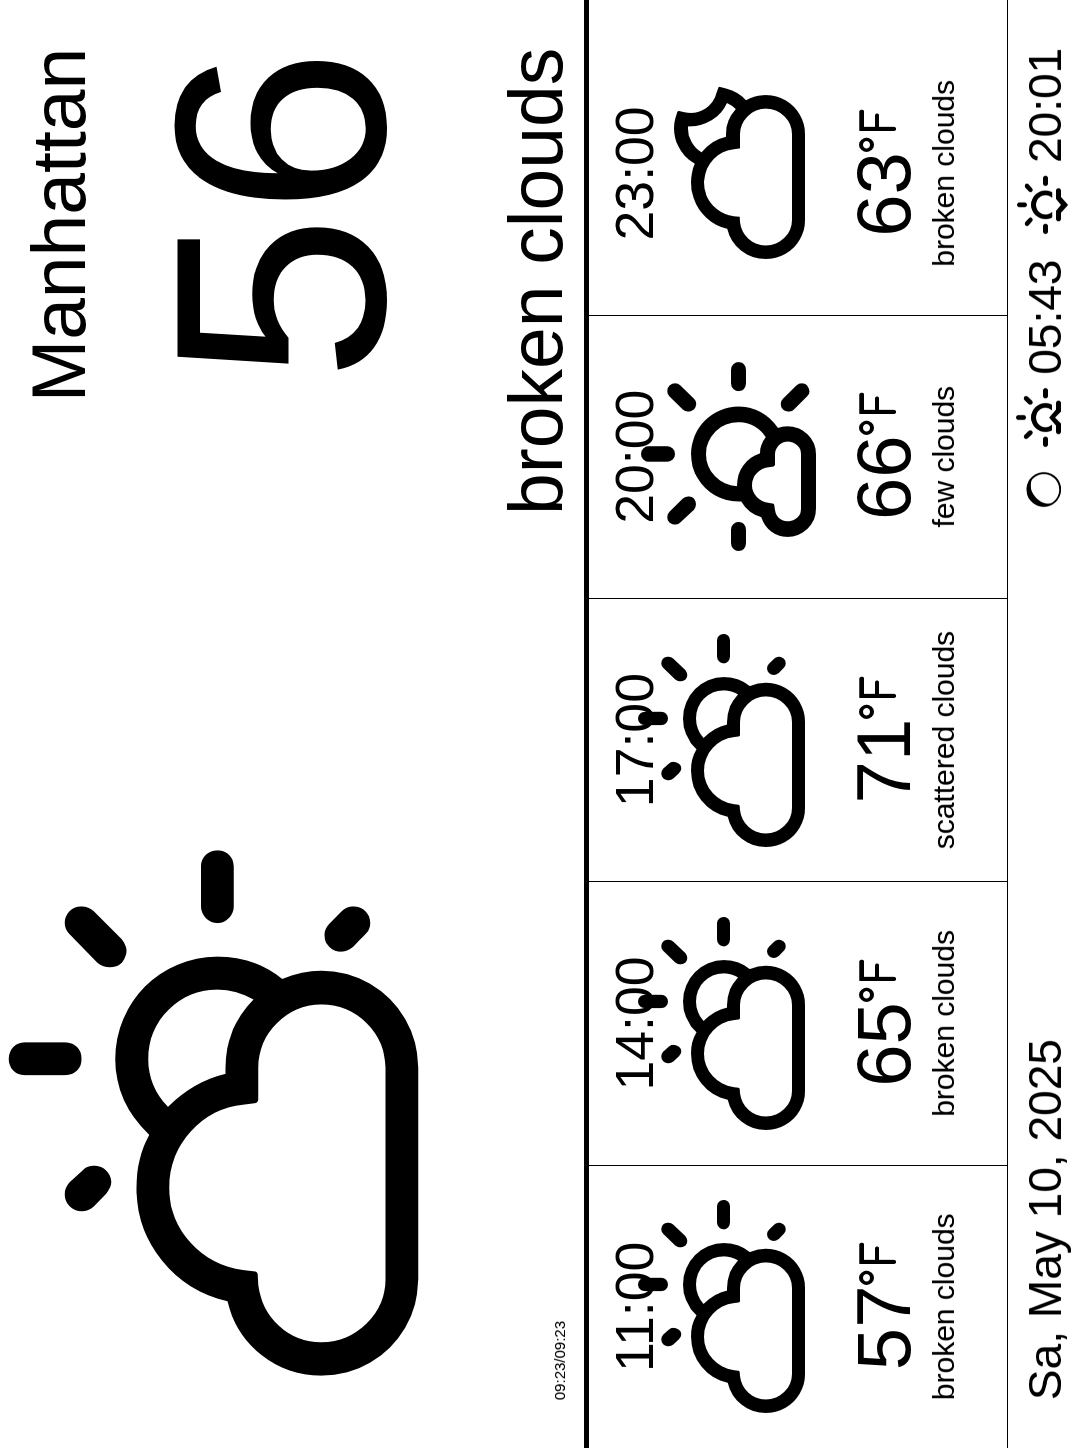 Manhattan
56
broken clouds
09:23/09:23
11:00
57°F
broken clouds
14:00
65°F
broken clouds
17:00
71°F
scattered clouds
20:00
66°F
few clouds
23:00
63°F
broken clouds
Sa, May 10, 2025
05:43 20:01